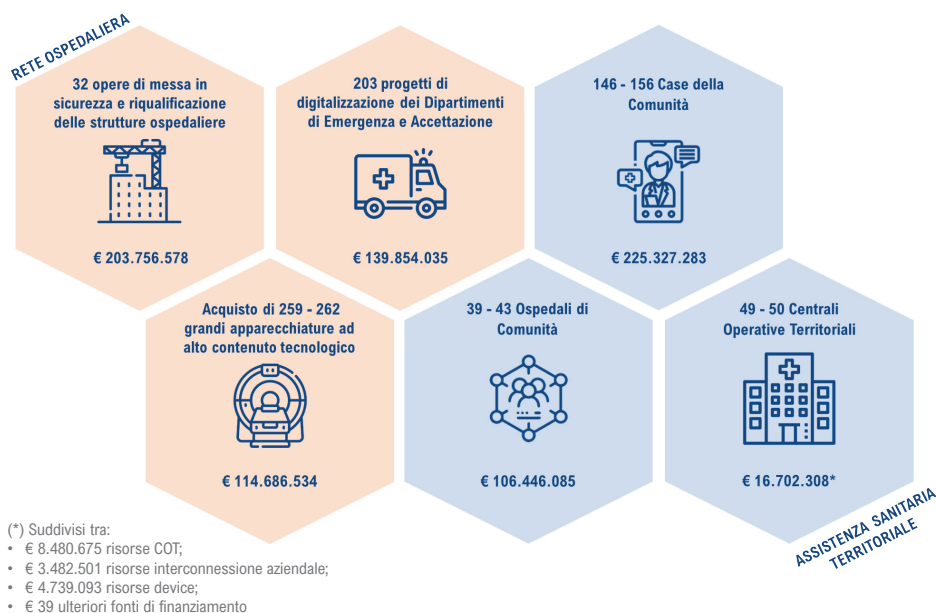 RETE OSPEDALIERA
32 opere di messa in
sicurezza e riqualificazione
delle strutture ospedaliere
€ 203.756.578
203 progetti di
digitalizzazione dei Dipartimenti
di Emergenza e Accettazione
€ 139.854.035
146 - 156 Case della
Comunità
€ 225.327.283
Acquisto di 259 - 262
grandi apparecchiature ad
alto contenuto tecnologico
€ 114.686.534
39 - 43 Ospedali di
Comunità
€ 106.446.085
49 - 50 Centrali
Operative Territoriali
€ 16.702.308*
ASSISTENZA SANITARIA
TERRITORIALE
(*) Suddivisi tra:
• € 8.480.675 risorse COT;
• € 3.482.501 risorse interconnessione aziendale;
• € 4.739.093 risorse device;
• € 39 ulteriori fonti di finanziamento